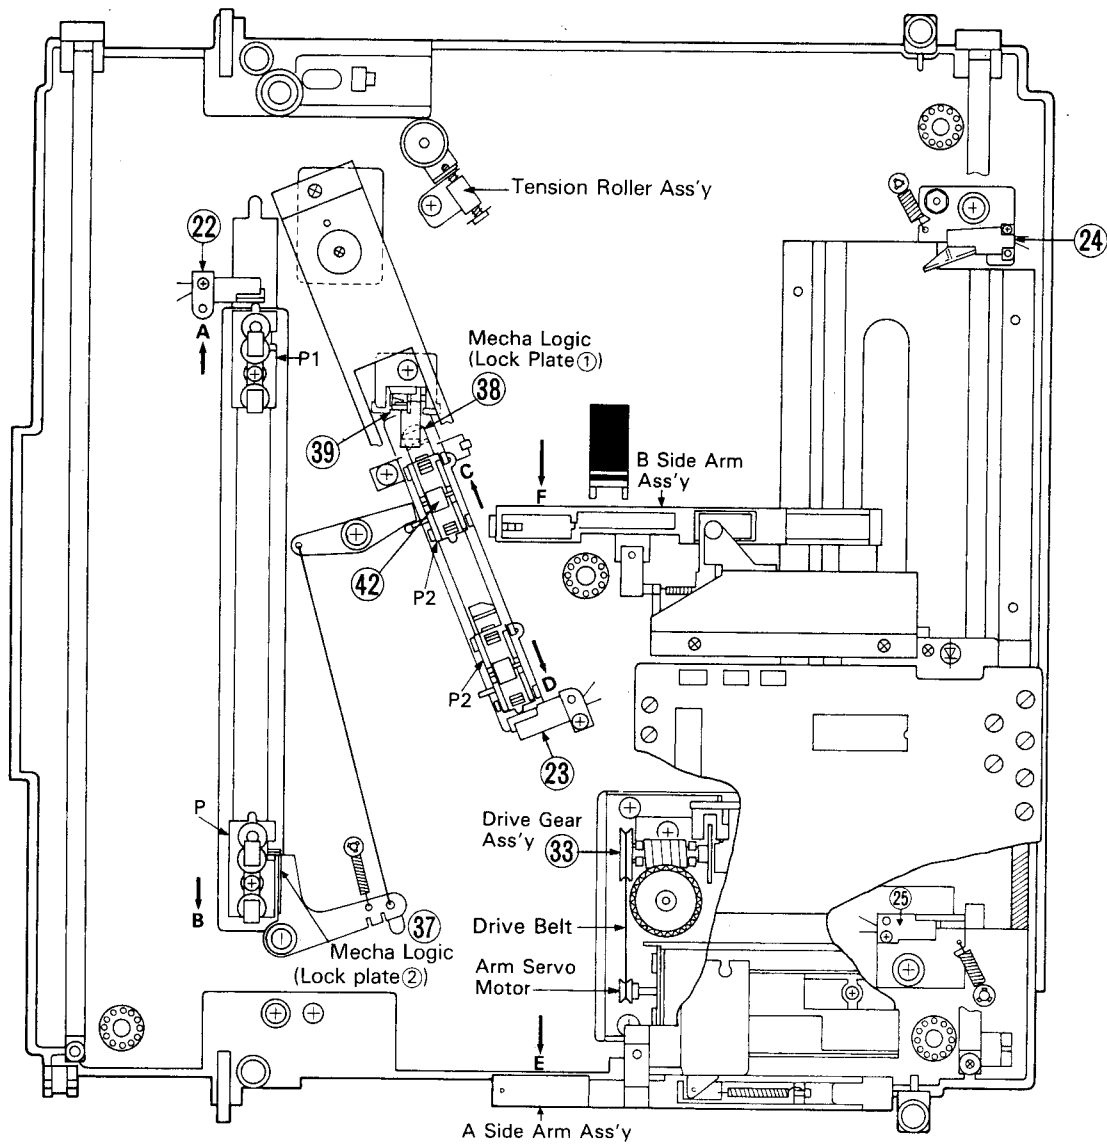 Tension Roller Ass'y
22
24
A
Mecha Logic
(Lock Plate①)
P1
38
39
B Side Arm
Ass'y
C
F
42
P2
D
P2
23
P
Drive Gear
Ass'y
33
B
25
37
Drive Belt
Mecha Logic
(Lock plate②)
Arm Servo
Motor
E
A Side Arm Ass'y